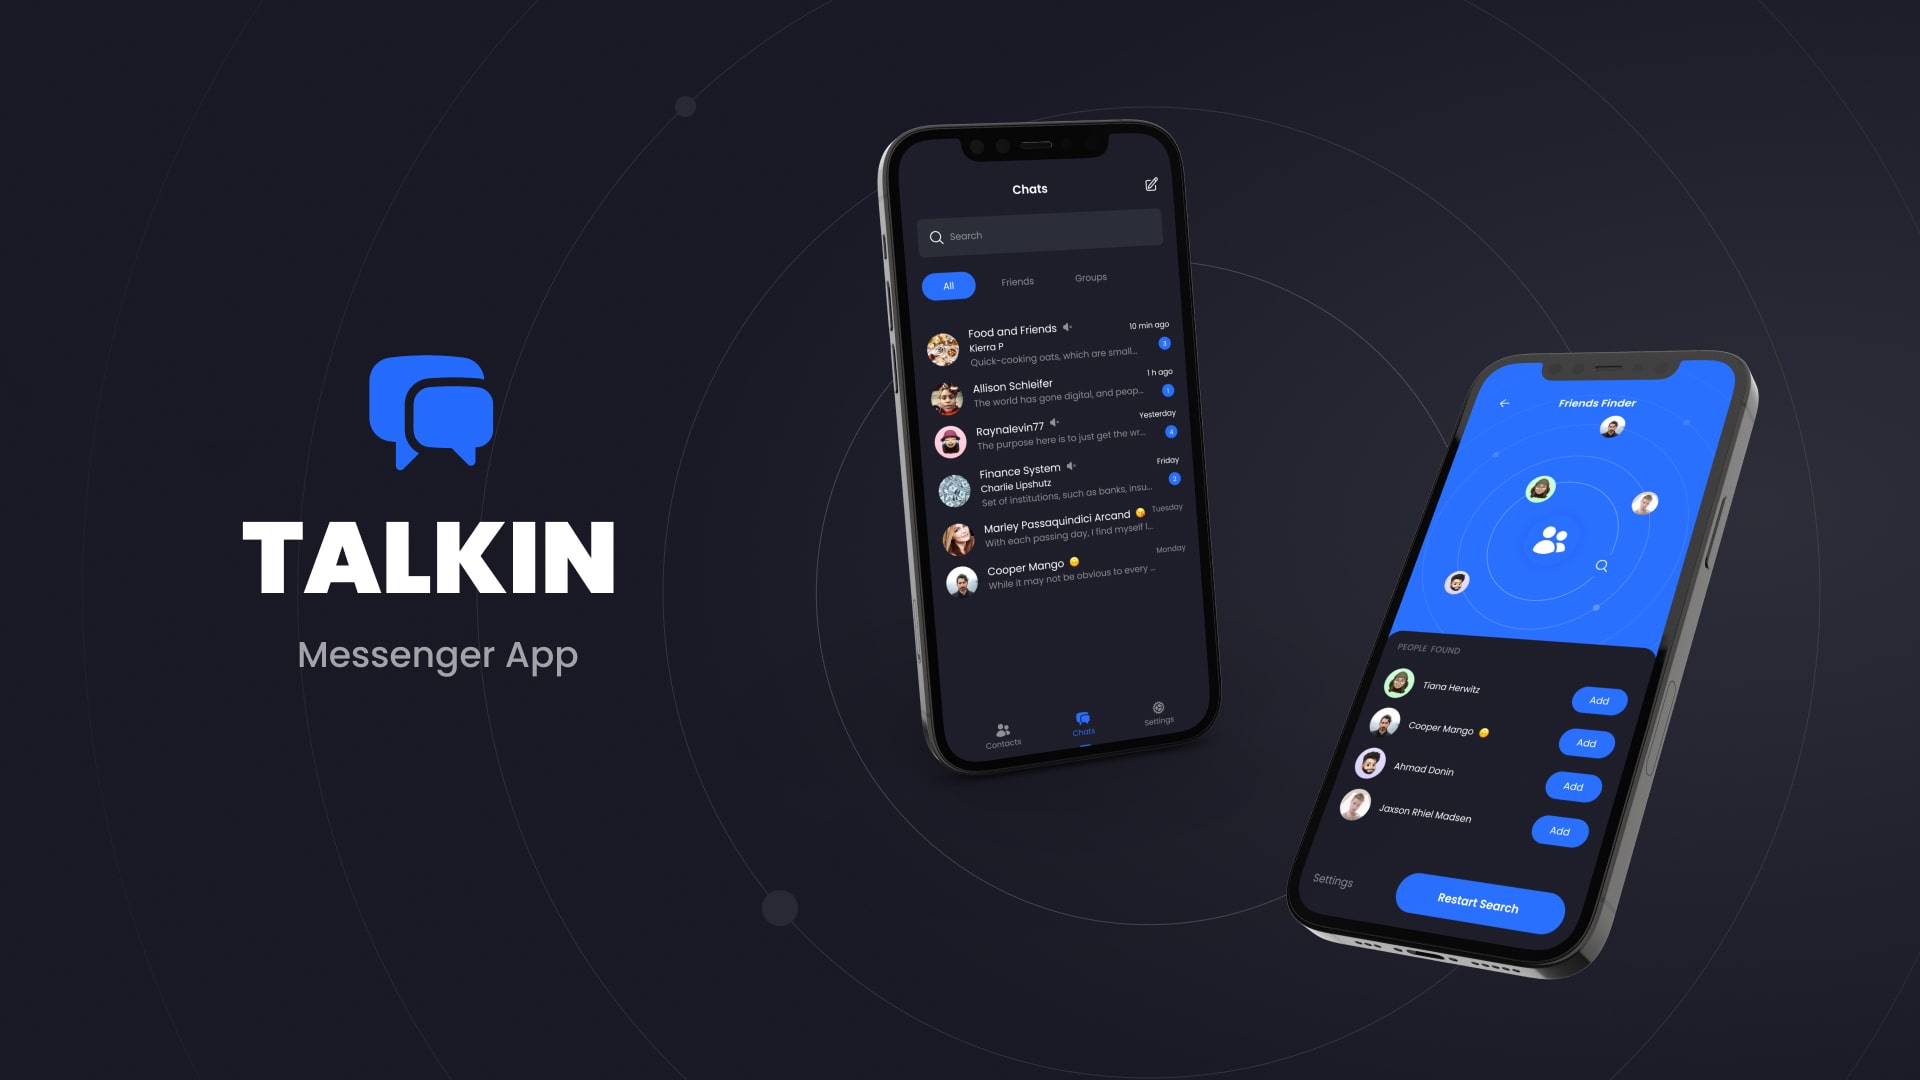 TALKIN
Messenger App
Chats
Search
All Friends Groups
Food and Friends 10 min ago
Kierra P
Quick-cooking oats, which are small... 3
Allison Schleifer 1 h ago
The world has gone digital, and peop... 1
Raynalevin77 Yesterday
The purpose here is to just get the wr... 4
Finance System Friday
Charlie Lipshutz
Set of institutions, such as banks, insu... 2
Marley Passaquindici Arcand 😘 Tuesday
With each passing day, I find myself l...
Cooper Mango 😋 Monday
While it may not be obvious to every ...
Contacts Chats Settings
Friends Finder
PEOPLE FOUND
Tiana Herwitz Add
Cooper Mango 😋 Add
Ahmad Donin Add
Jaxson Rhiel Madsen Add
Settings Restart Search